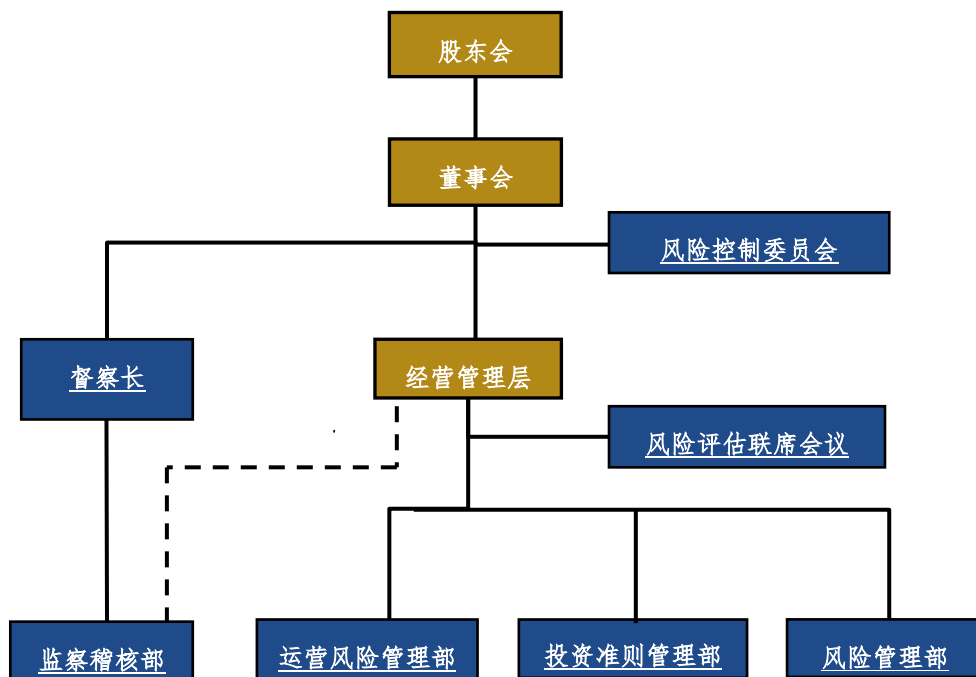 股东会
董事会
风险控制委员会
督察长
经营管理层
风险评估联席会议
监察稽核部
运营风险管理部
投资准则管理部
风险管理部